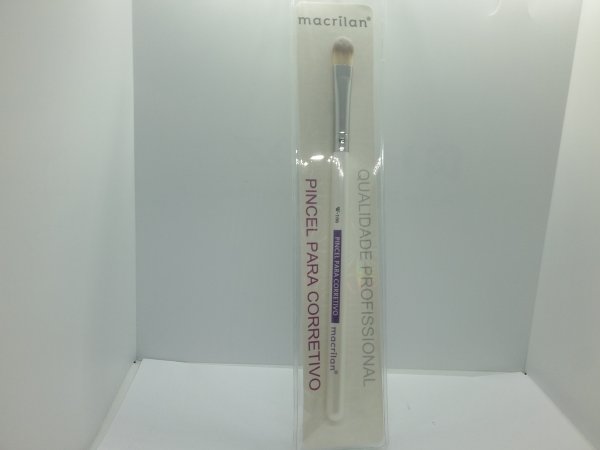 macrilan®
PINCEL PARA CORRETIVO
QUALIDADE PROFISSIONAL
PINCEL PARA CORRETIVO
macrilan®